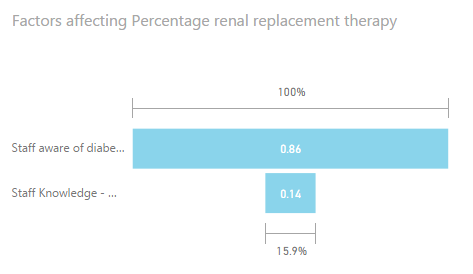 Factors affecting Percentage renal replacement therapy
100%
Staff aware of diabe...
0.86
Staff Knowledge - ...
0.14
15.9%